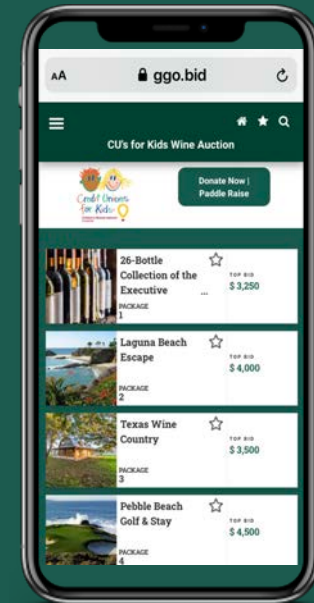 AA ggo.bid
CU's for Kids Wine Auction
Credit Unions
for Kids
Donate Now |
Paddle Raise
26-Bottle
Collection of the
Executive ...
PACKAGE
1
TOP BID
$ 3,250
Laguna Beach
Escape
PACKAGE
2
TOP BID
$ 4,000
Texas Wine
Country
PACKAGE
3
TOP BID
$ 3,500
Pebble Beach
Golf & Stay
PACKAGE
4
TOP BID
$ 4,500